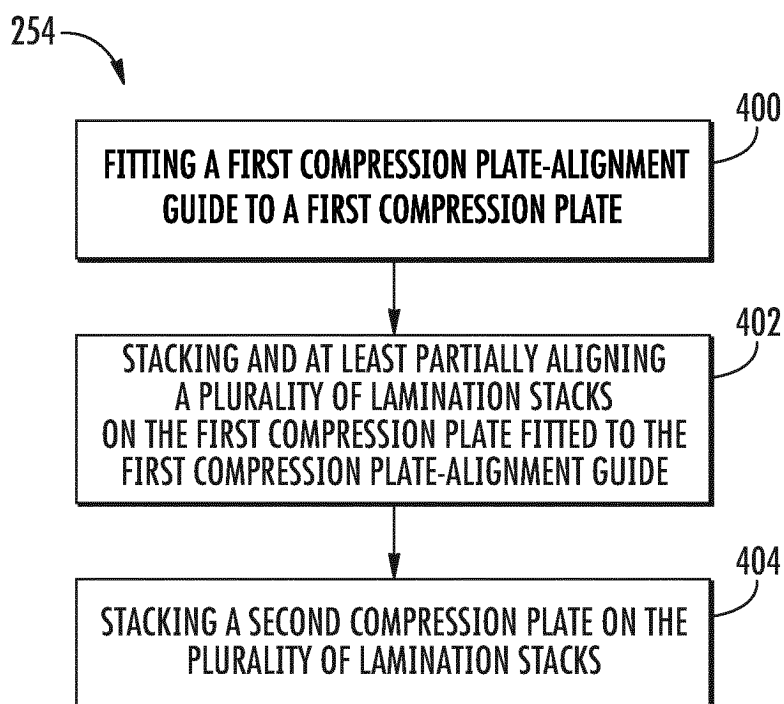 254
400
FITTING A FIRST COMPRESSION PLATE-ALIGNMENT
GUIDE TO A FIRST COMPRESSION PLATE
402
STACKING AND AT LEAST PARTIALLY ALIGNING
A PLURALITY OF LAMINATION STACKS
ON THE FIRST COMPRESSION PLATE FITTED TO THE
FIRST COMPRESSION PLATE-ALIGNMENT GUIDE
404
STACKING A SECOND COMPRESSION PLATE ON THE
PLURALITY OF LAMINATION STACKS